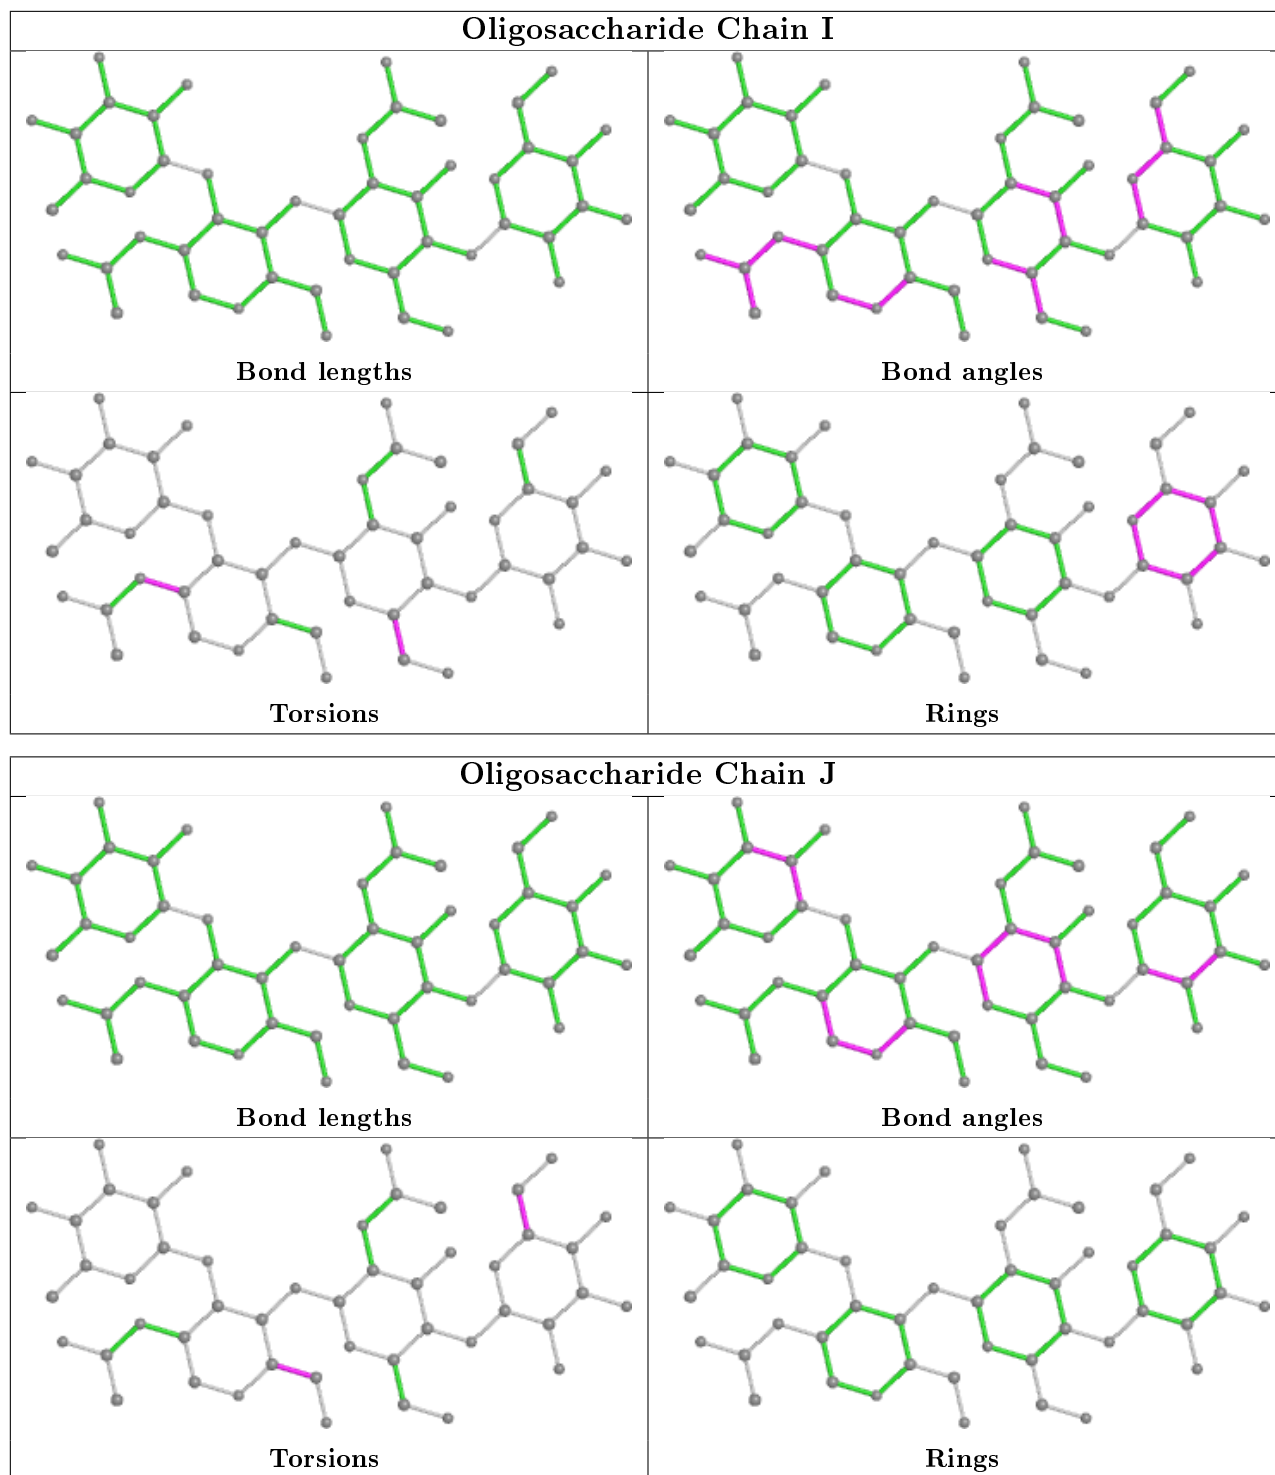 Oligosaccharide Chain I
Bond lengths
Bond angles
Torsions
Rings
Oligosaccharide Chain J
Bond lengths
Bond angles
Torsions
Rings